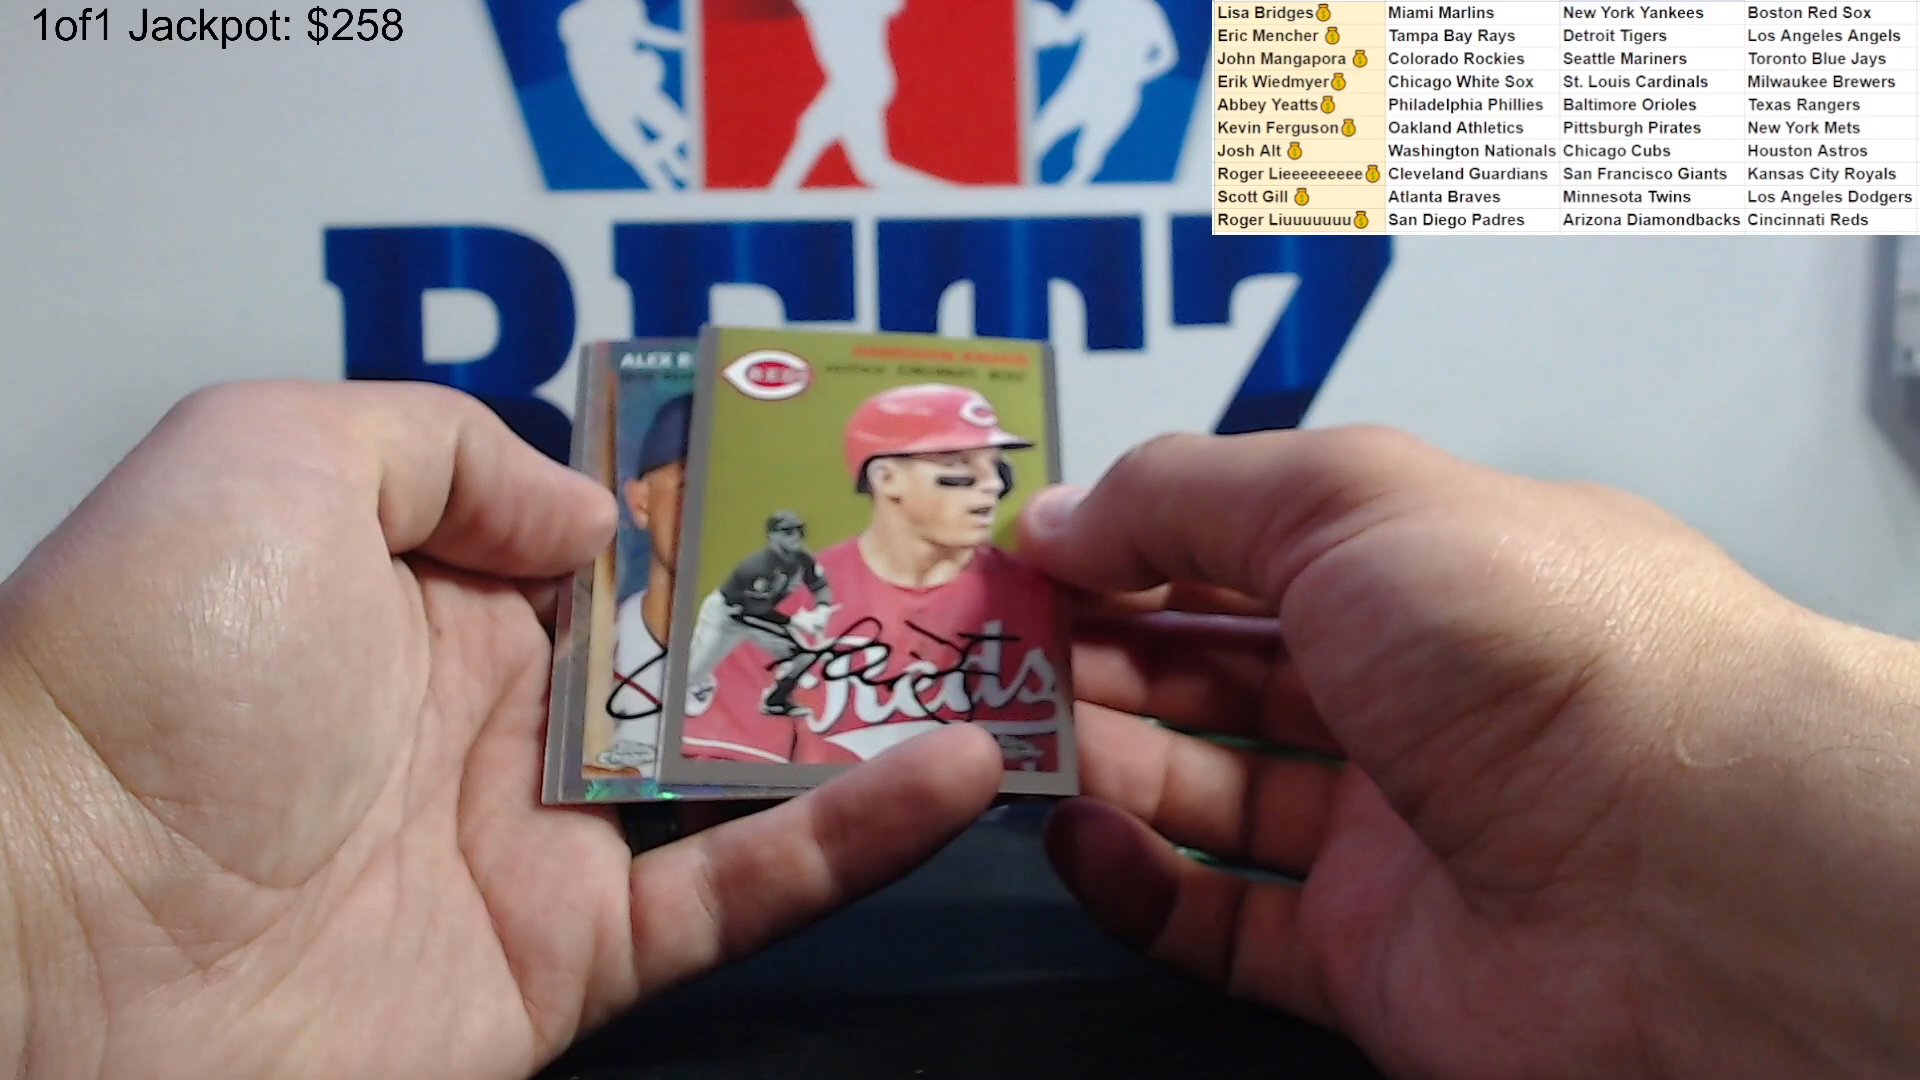 1of1 Jackpot: $258
Lisa Bridges Miami Marlins New York Yankees Boston Red Sox
Eric Mencher Tampa Bay Rays Detroit Tigers Los Angeles Angels
John Mangapora Colorado Rockies Seattle Mariners Toronto Blue Jays
Erik Wiedmyer Chicago White Sox St. Louis Cardinals Milwaukee Brewers
Abbey Yeatts Philadelphia Phillies Baltimore Orioles Texas Rangers
Kevin Ferguson Oakland Athletics Pittsburgh Pirates New York Mets
Josh Alt Washington Nationals Chicago Cubs Houston Astros
Roger Lieeeeeeeee Cleveland Guardians San Francisco Giants Kansas City Royals
Scott Gill Atlanta Braves Minnesota Twins Los Angeles Dodgers
Roger Liuuuuuuu San Diego Padres Arizona Diamondbacks Cincinnati Reds
BETZ
ALEX
REDS
Reds